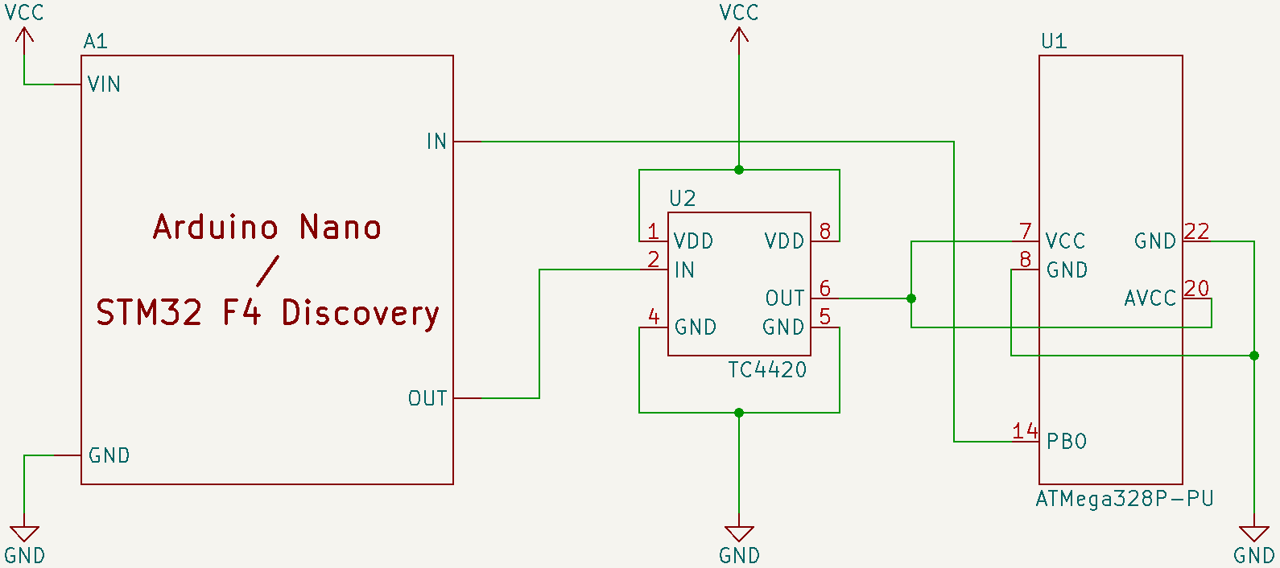 VCC
VCC
A1
U1
VIN
IN
Arduino Nano
/
STM32 F4 Discovery
OUT
GND
GND
U2
1 VDD
VDD 8
2 IN
OUT 6
4 GND
GND 5
TC4420
GND
7 VCC
GND 22
8 GND
AVCC 20
14 PB0
ATMega328P-PU
GND